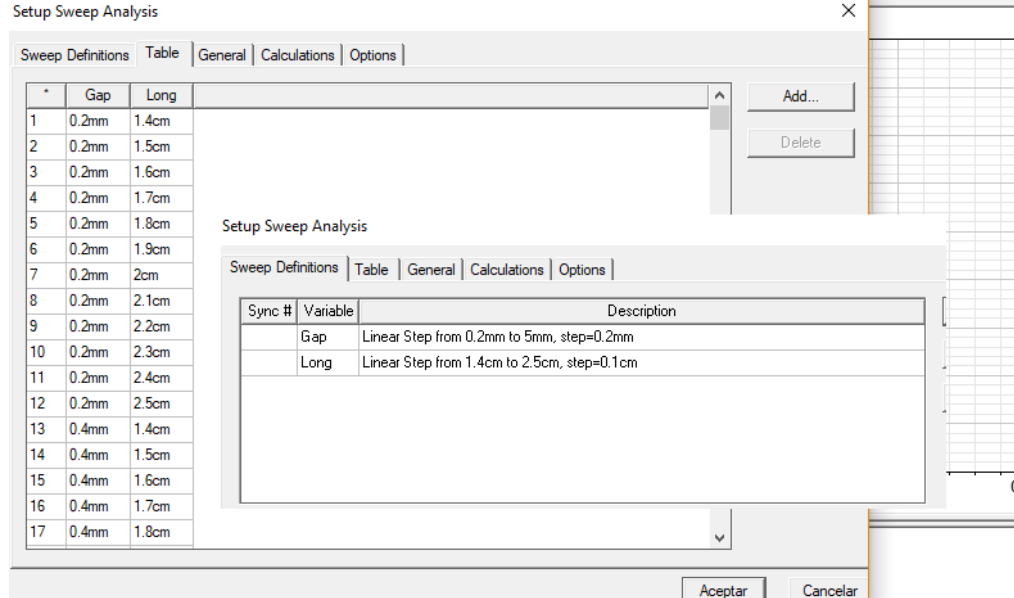 Setup Sweep Analysis
Sweep Definitions Table General Calculations Options
* Gap Long
1 0.2mm 1.4cm
2 0.2mm 1.5cm
3 0.2mm 1.6cm
4 0.2mm 1.7cm
5 0.2mm 1.8cm
6 0.2mm 1.9cm
7 0.2mm 2cm
8 0.2mm 2.1cm
9 0.2mm 2.2cm
10 0.2mm 2.3cm
11 0.2mm 2.4cm
12 0.2mm 2.5cm
13 0.4mm 1.4cm
14 0.4mm 1.5cm
15 0.4mm 1.6cm
16 0.4mm 1.7cm
17 0.4mm 1.8cm
Add...
Delete
Setup Sweep Analysis
Sweep Definitions Table General Calculations Options
Sync # Variable Description
Gap Linear Step from 0.2mm to 5mm, step=0.2mm
Long Linear Step from 1.4cm to 2.5cm, step=0.1cm
Aceptar Cancelar